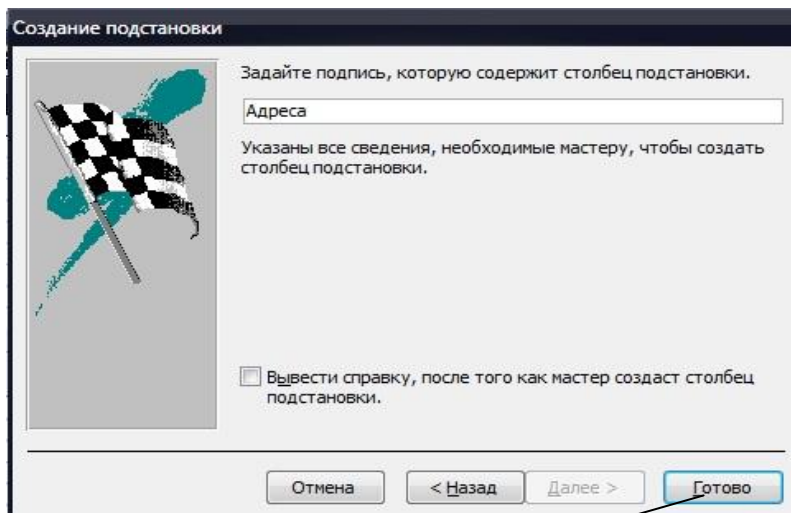 Создание подстановки
Задайте подпись, которую содержит столбец подстановки.
Адреса
Указаны все сведения, необходимые мастеру, чтобы создать
столбец подстановки.
Вывести справку, после того как мастер создаст столбец
подстановки.
Отмена
< Назад
Далее >
Готово